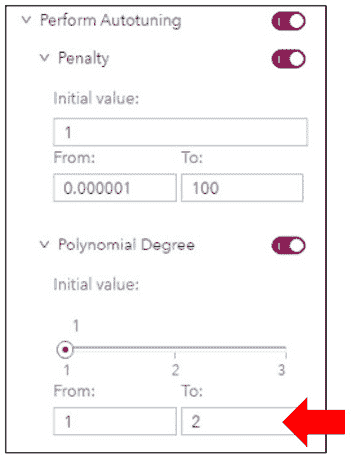 Perform Autotuning
Penalty
Initial value:
1
From: To:
0.000001 100
Polynomial Degree
Initial value:
1
1 2 3
From: To:
1 2